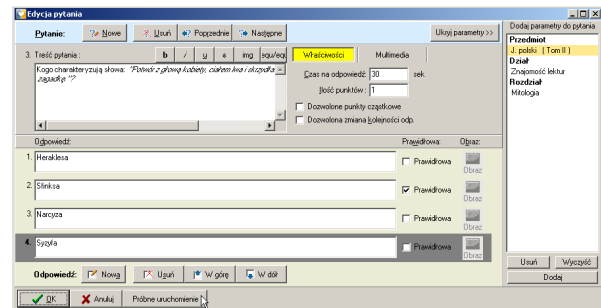 Edycja pytania
Pytanie: Nowe Usuń Poprzednie Następne Ukryj parametry >>
3. Treść pytania: b / u s img squ/equ
Kogo charakteryzują słowa: "Potwór z głową kobiety, ciałem lwa i skrzydła
zagadkę "?
Właściwości Multimedia
Czas na odpowiedź: 30 sek.
Ilość punktów: 1
Dozwolone punkty cząstkowe
Dozwolona zmiana kolejności odp.
Odpowiedź: Prawidłowa: Obraz:
1. Heraklesa Prawidłowa Obraz
2. Sfinksa Prawidłowa Obraz
3. Narcyza Prawidłowa Obraz
4. Syzyfa Prawidłowa Obraz
Odpowiedź: Nowa Usuń W górę W dół
OK Anuluj Próbne uruchomienie
Dodaj parametry do pytania
Przedmiot
J. polski ( Tom II )
Dział
Znajomość lektur
Rozdział
Mitologia
Usuń Wyczyść
Dodaj